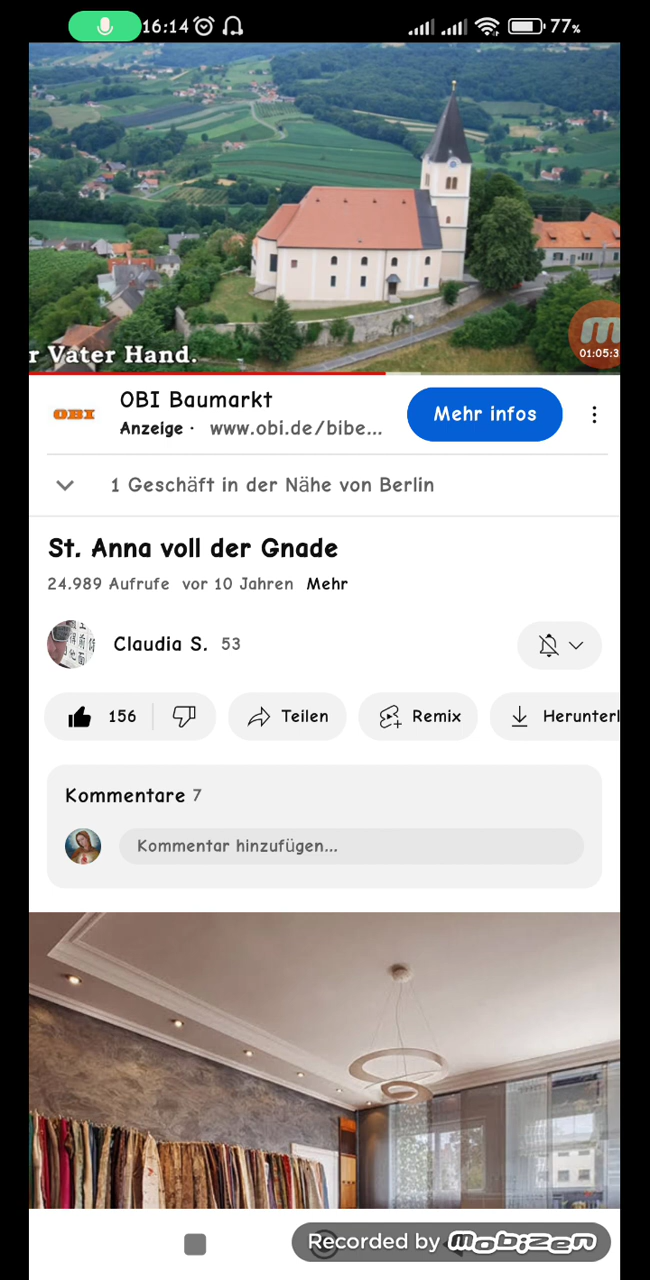 16:14
77%
r Vater Hand.
01:05:3
OBI
OBI Baumarkt
Anzeige · www.obi.de/bibe...
Mehr infos
1 Geschäft in der Nähe von Berlin
St. Anna voll der Gnade
24.989 Aufrufe vor 10 Jahren Mehr
Claudia S. 53
156
Teilen
Remix
Herunterl
Kommentare 7
Kommentar hinzufügen...
Recorded by Mobizen